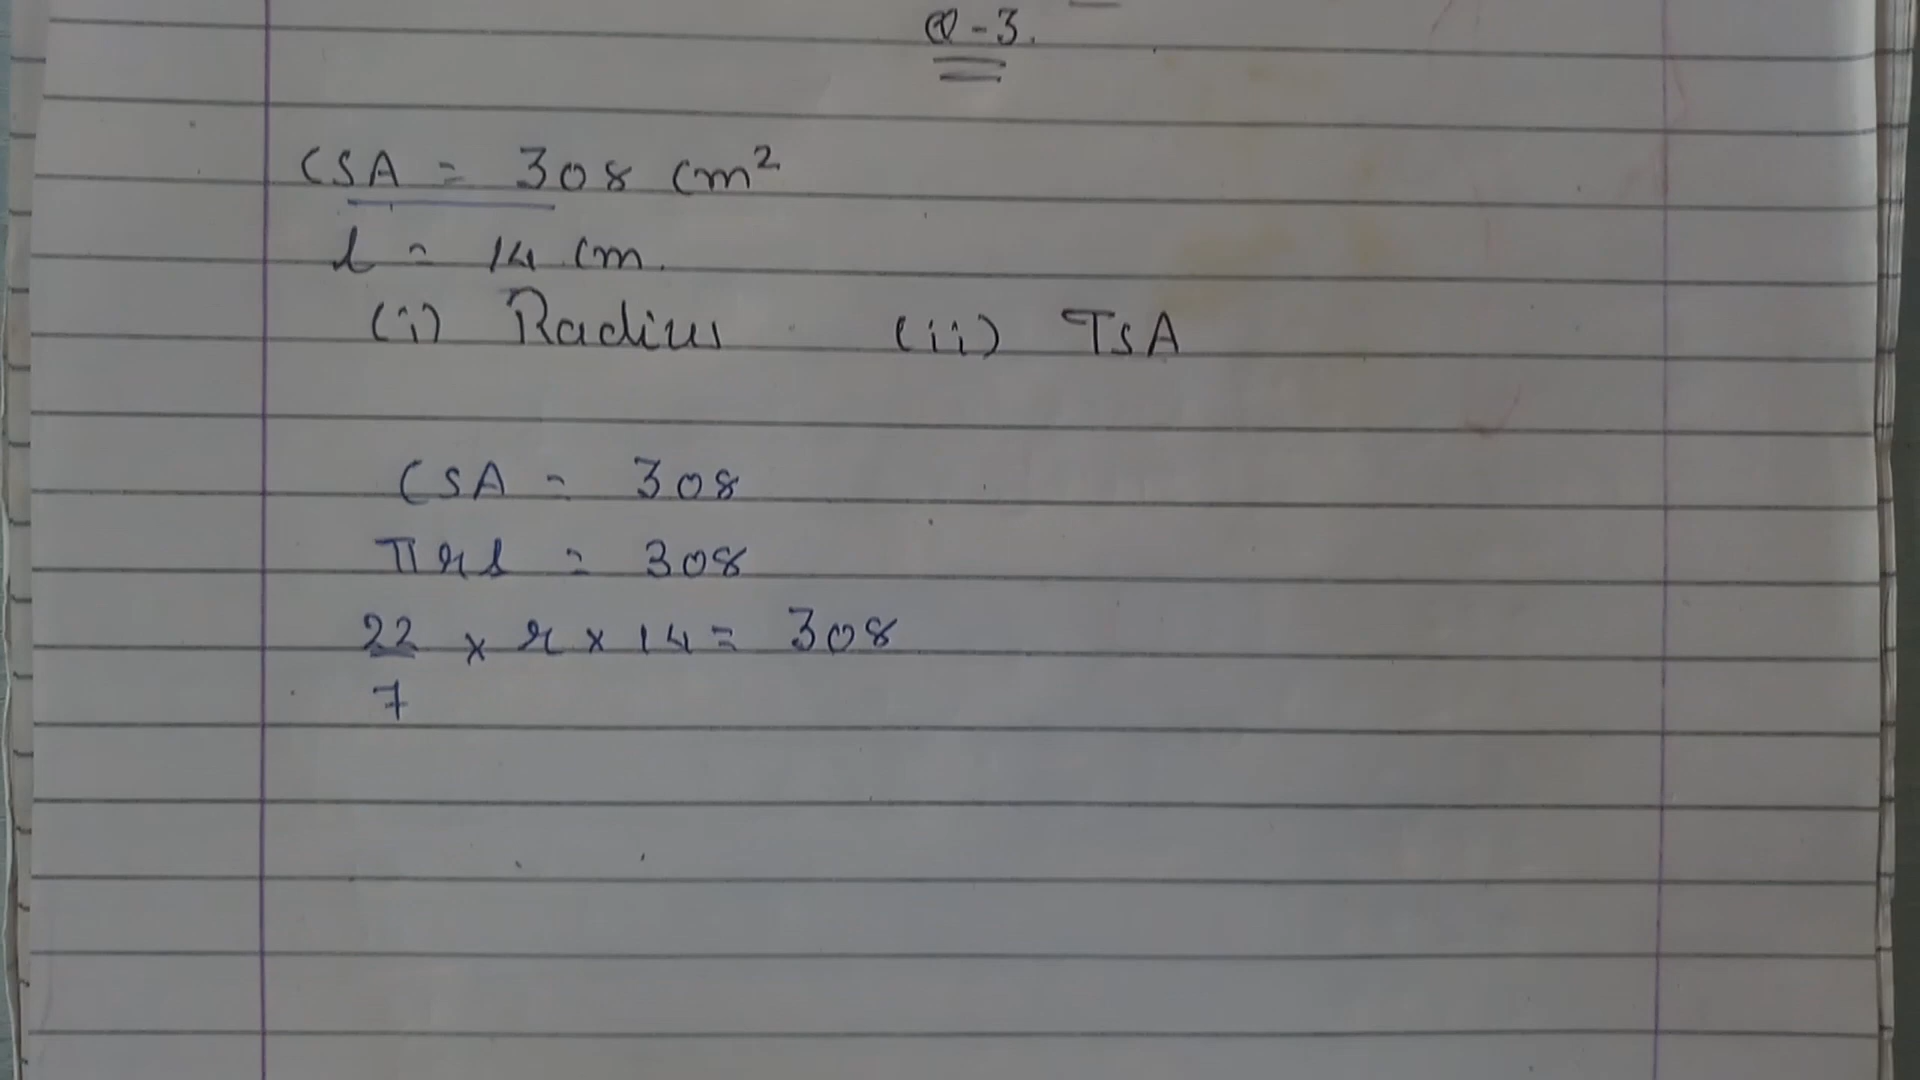 Q-3.
CSA = 308 cm²
l = 14 cm.
(i) Radius (ii) TSA
CSA = 308
πrl = 308
22 × r × 14 = 308
7